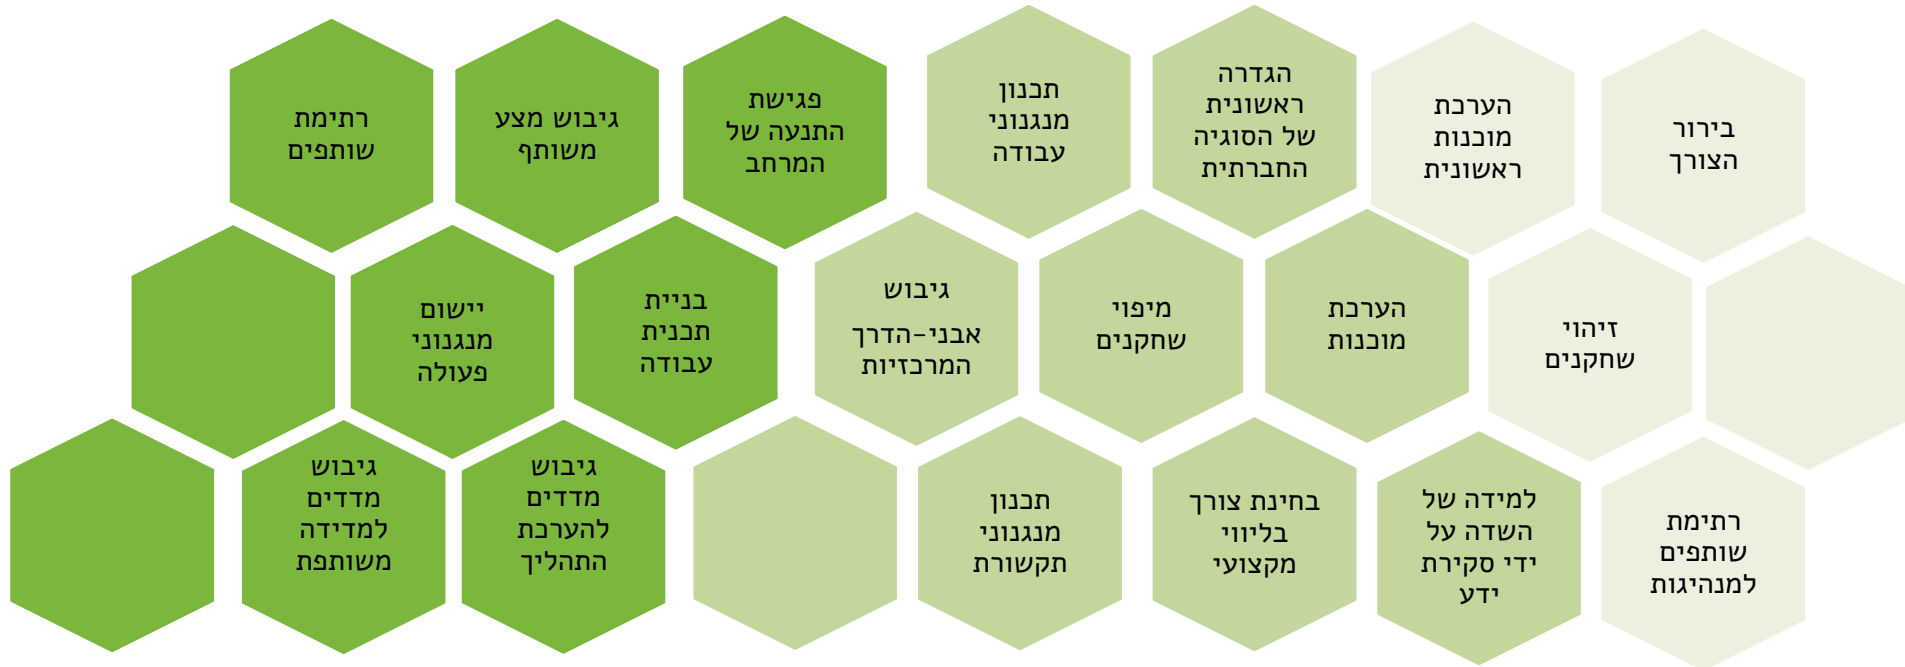 בירור
הצורך
הערכת
מוכנות
ראשונית
הגדרה
ראשונית
של הסוגיה
החברתית
תכנון
מנגנוני
עבודה
פגישת
התנעה של
המרחב
גיבוש מצע
משותף
רתימת
שותפים
זיהוי
שחקנים
הערכת
מוכנות
מיפוי
שחקנים
גיבוש
אבני-הדרך
המרכזיות
בניית
תכנית
עבודה
יישום
מנגנוני
פעולה
רתימת
שותפים
למנהיגות
למידה של
השדה על
ידי סקירת
ידע
בחינת צורך
בליווי
מקצועי
תכנון
מנגנוני
תקשורת
גיבוש
מדדים
להערכת
התהליך
גיבוש
מדדים
למדידה
משותפת